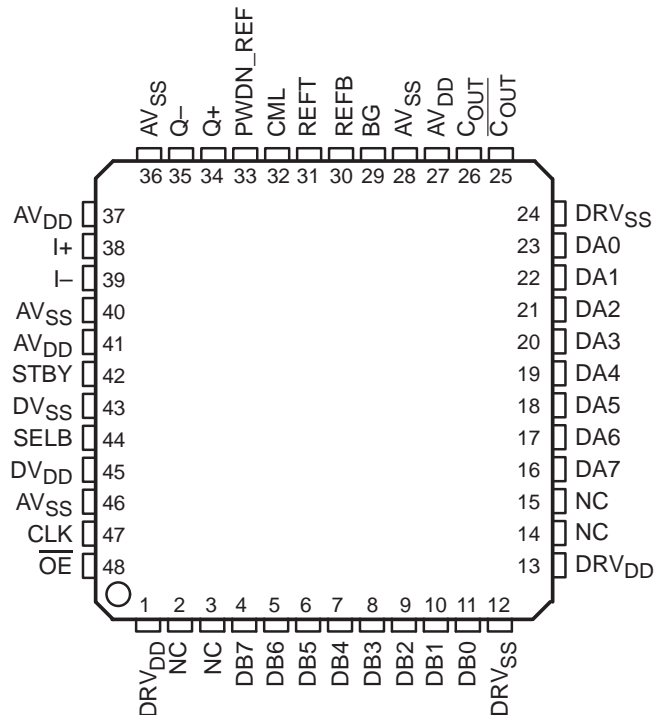 AVSS Q– Q+ PWDN_REF CML REFT REFB BG AVSS AVDD COUT C̅O̅U̅T̅
36 35 34 33 32 31 30 29 28 27 26 25
AVDD 37 24 DRVSS
I+ 38 23 DA0
I– 39 22 DA1
AVSS 40 21 DA2
AVDD 41 20 DA3
STBY 42 19 DA4
DVSS 43 18 DA5
SELB 44 17 DA6
DVDD 45 16 DA7
AVSS 46 15 NC
CLK 47 14 NC
O̅E̅ 48 13 DRVDD
1 2 3 4 5 6 7 8 9 10 11 12
DRVDD NC NC DB7 DB6 DB5 DB4 DB3 DB2 DB1 DB0 DRVSS